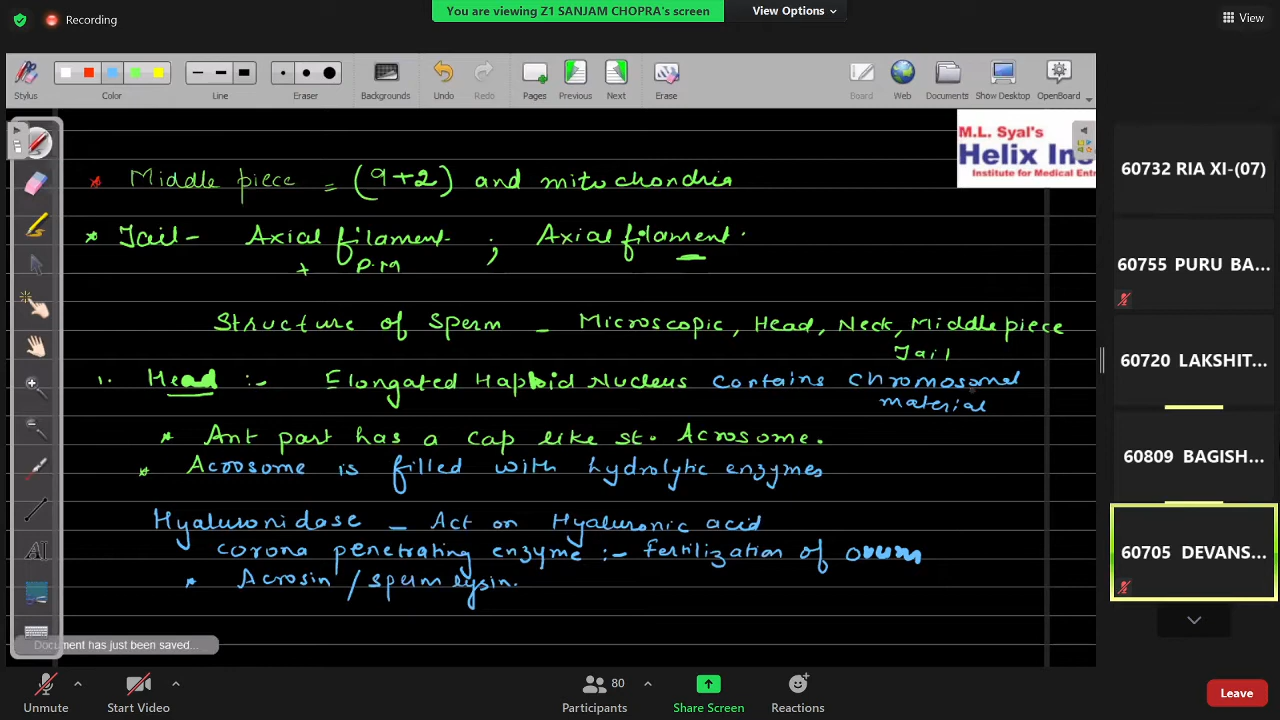 Recording
You are viewing Z1 SANJAM CHOPRA's screen
View Options
View
Stylus
Color
Line
Eraser
Backgrounds
Undo
Redo
Pages
Previous
Next
Erase
Board
Web
Documents
Show Desktop
OpenBoard
M.L. Syal's
Helix Ins
Institute for Medical Entr
* Middle piece = (9+2) and mitochondria
* Tail - Axial filament ; Axial filament.
+ P.M
Structure of Sperm - Microscopic, Head, Neck, Middle piece
Tail
1. Head :- Elongated Haploid Nucleus contains chromosomal
material
* Ant part has a cap like st. Acrosome.
* Acrosome is filled with hydrolytic enzymes
Hyaluronidase - Act on Hyaluronic acid
corona penetrating enzyme :- fertilization of ovum
* Acrosin / sperm lysin.
Document has just been saved...
60732 RIA XI-(07)
60755 PURU BA...
60720 LAKSHIT...
60809 BAGISH...
60705 DEVANS...
Unmute
Start Video
80
Participants
Share Screen
Reactions
Leave